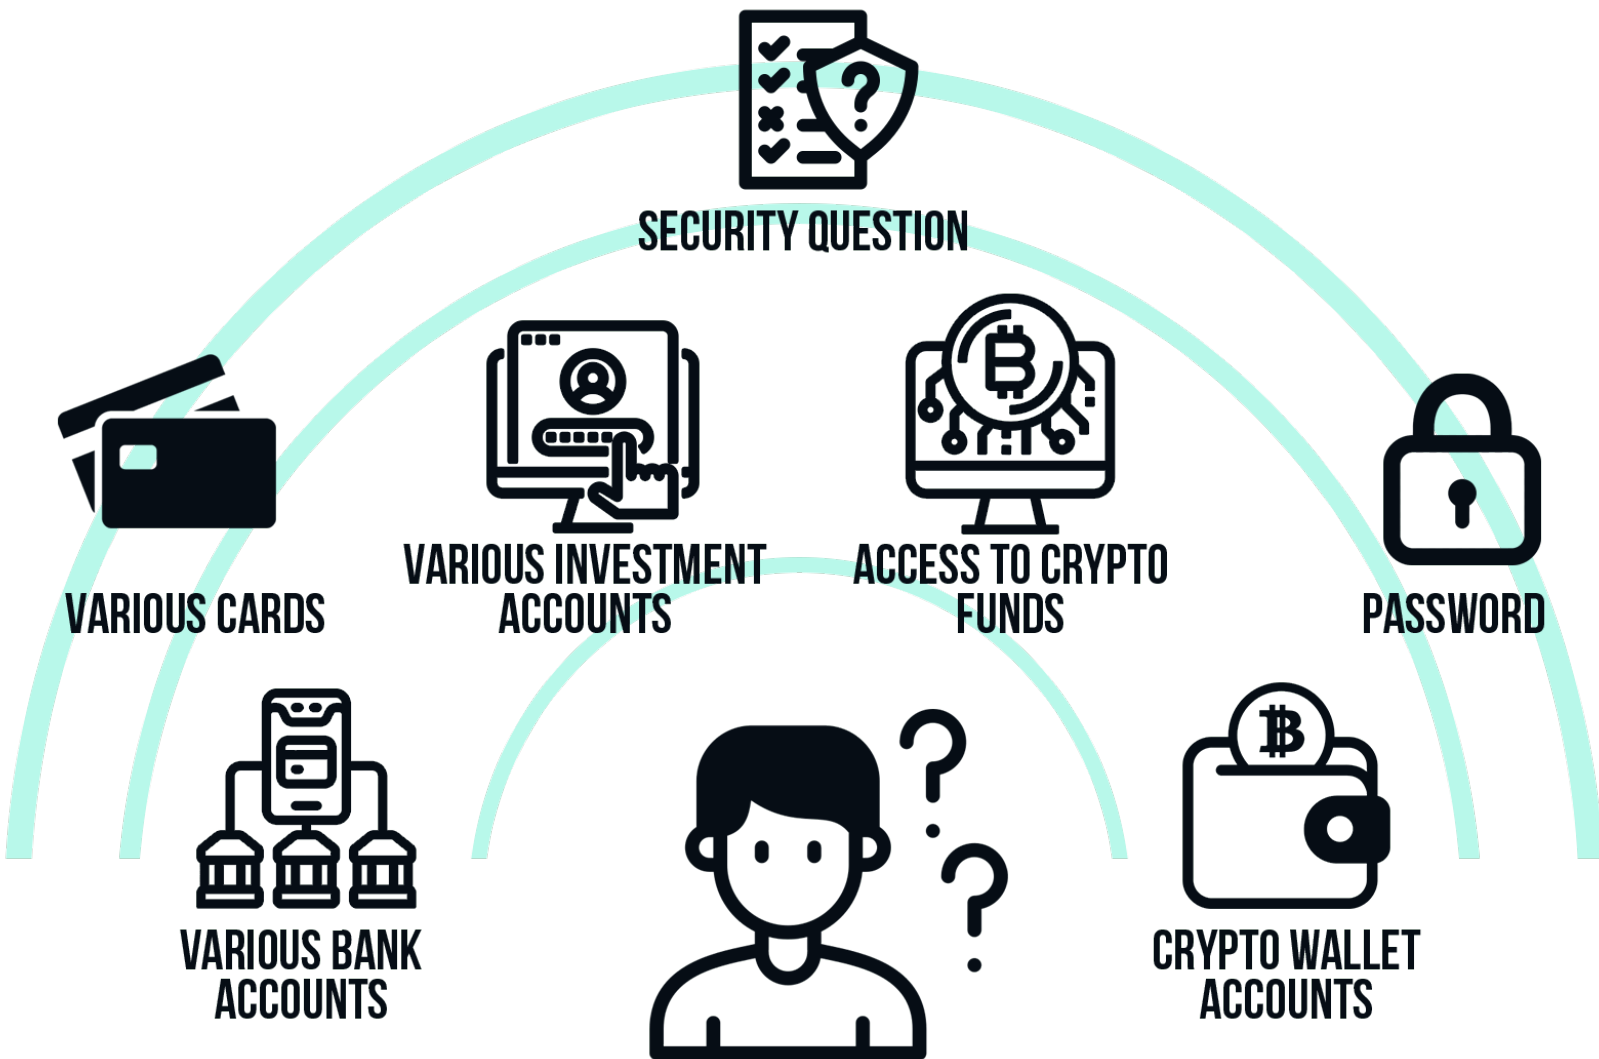 SECURITY QUESTION
VARIOUS CARDS
VARIOUS INVESTMENT
ACCOUNTS
ACCESS TO CRYPTO
FUNDS
PASSWORD
VARIOUS BANK
ACCOUNTS
CRYPTO WALLET
ACCOUNTS